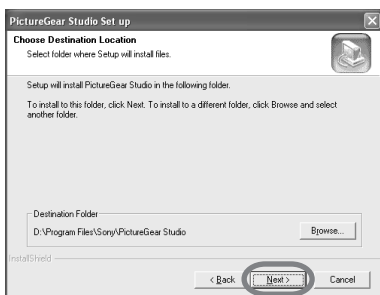 PictureGear Studio Set up
Choose Destination Location
Select folder where Setup will install files.
Setup will install PictureGear Studio in the following folder.
To install to this folder, click Next. To install to a different folder, click Browse and select
another folder.
Destination Folder
D:\Program Files\Sony\PictureGear Studio
Browse...
InstallShield
< Back
Next >
Cancel